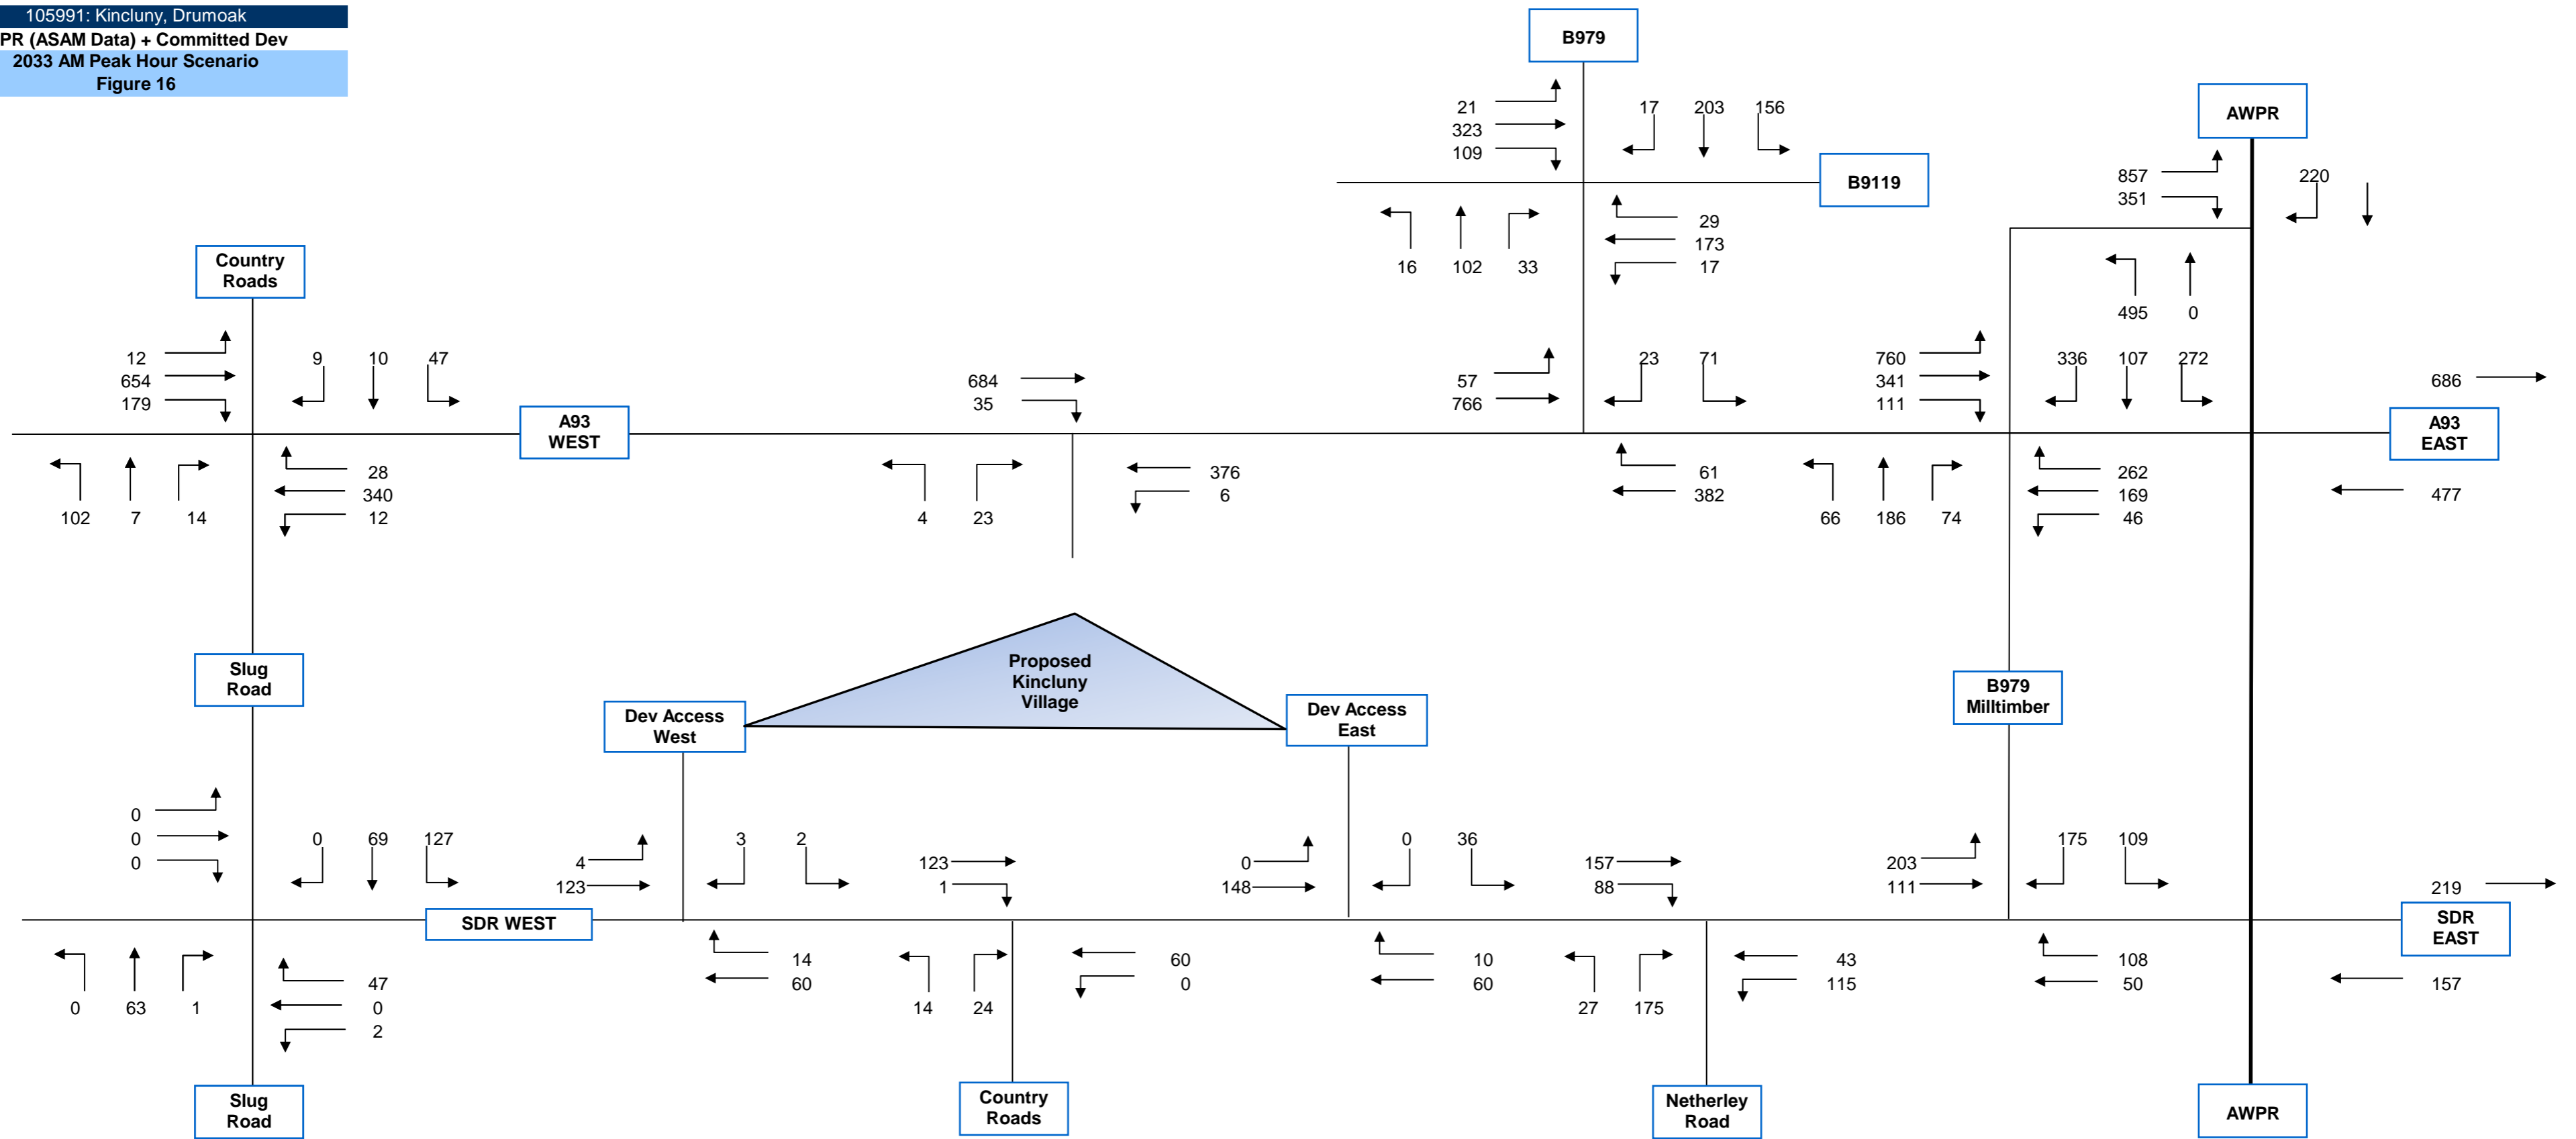 105991: Kincluny, Drumoak
PR (ASAM Data) + Committed Dev
2033 AM Peak Hour Scenario
Figure 16
B979
21
323
109
17 203 156
B9119
16 102 33
29
173
17
AWPR
857
351
220
495 0
Country
Roads
12
654
179
9 10 47
A93
WEST
102 7 14
28
340
12
684
35
4 23
376
6
57
766
23 71
61
382
760
341
111
336 107 272
66 186 74
262
169
46
686
A93
EAST
477
Slug
Road
Proposed
Kincluny
Village
Dev Access
West
Dev Access
East
B979
Milltimber
0
0
0
0 69 127
SDR WEST
0 63 1
47
0
2
4
123
3 2
14
60
123
1
14 24
60
0
0
148
0 36
10
60
157
88
27 175
43
115
203
111
175 109
108
50
219
SDR
EAST
157
Slug
Road
Country
Roads
Netherley
Road
AWPR